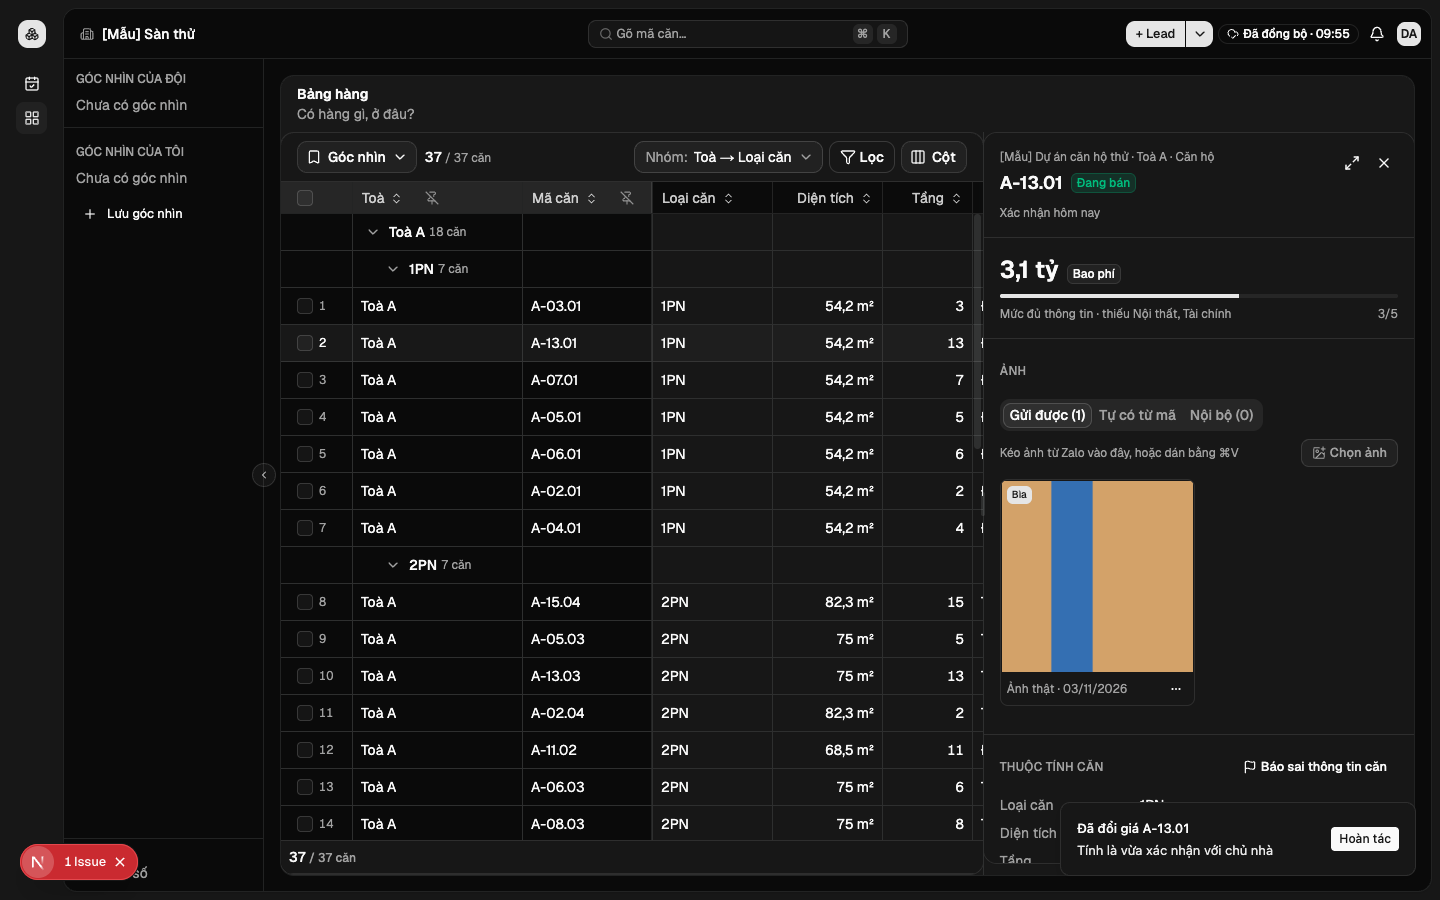 [Mẫu] Sàn thử
Gõ mã căn...
⌘ K
+ Lead
Đã đồng bộ · 09:55
DA
GÓC NHÌN CỦA ĐỘI
Chưa có góc nhìn
GÓC NHÌN CỦA TÔI
Chưa có góc nhìn
+ Lưu góc nhìn
Bảng hàng
Có hàng gì, ở đâu?
Góc nhìn
37 / 37 căn
Nhóm: Toà → Loại căn
Lọc
Cột
Toà Mã căn Loại căn Diện tích Tầng
Toà A 18 căn
1PN 7 căn
1 Toà A A-03.01 1PN 54,2 m² 3
2 Toà A A-13.01 1PN 54,2 m² 13
3 Toà A A-07.01 1PN 54,2 m² 7
4 Toà A A-05.01 1PN 54,2 m² 5
5 Toà A A-06.01 1PN 54,2 m² 6
6 Toà A A-02.01 1PN 54,2 m² 2
7 Toà A A-04.01 1PN 54,2 m² 4
2PN 7 căn
8 Toà A A-15.04 2PN 82,3 m² 15
9 Toà A A-05.03 2PN 75 m² 5
10 Toà A A-13.03 2PN 75 m² 13
11 Toà A A-02.04 2PN 82,3 m² 2
12 Toà A A-11.02 2PN 68,5 m² 11
13 Toà A A-06.03 2PN 75 m² 6
14 Toà A A-08.03 2PN 75 m² 8
37 / 37 căn
[Mẫu] Dự án căn hộ thử · Toà A · Căn hộ
A-13.01 Đang bán
Xác nhận hôm nay
3,1 tỷ Bao phí
Mức đủ thông tin · thiếu Nội thất, Tài chính 3/5
ẢNH
Gửi được (1) Tự có từ mã Nội bộ (0)
Kéo ảnh từ Zalo vào đây, hoặc dán bằng ⌘V
Chọn ảnh
Bìa
Ảnh thật · 03/11/2026
THUỘC TÍNH CĂN
Báo sai thông tin căn
Loại căn 1PN
Diện tích
Tầng
Đã đổi giá A-13.01
Tính là vừa xác nhận với chủ nhà
Hoàn tác
N 1 Issue
số